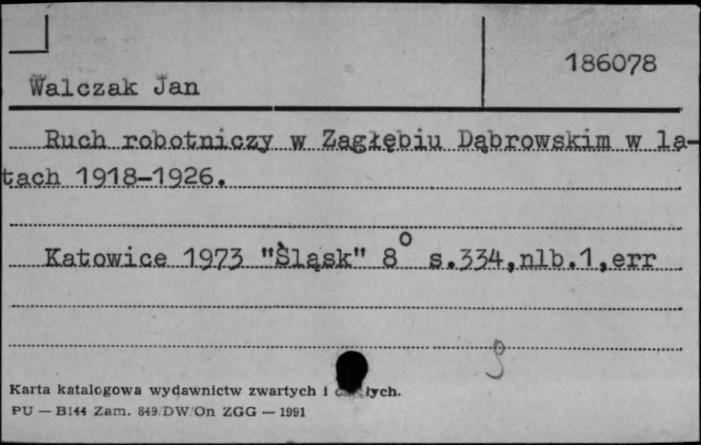 186078
Walczak Jan
Ruch robotniczy w Zagłębiu Dąbrowskim w la-
tach 1918-1926.
Katowice 1973 "Śląsk" 8° s.334,nlb.1,err
Karta katalogowa wydawnictw zwartych i
PU — B144 Zam. 849/DW/On ZGG — 1991